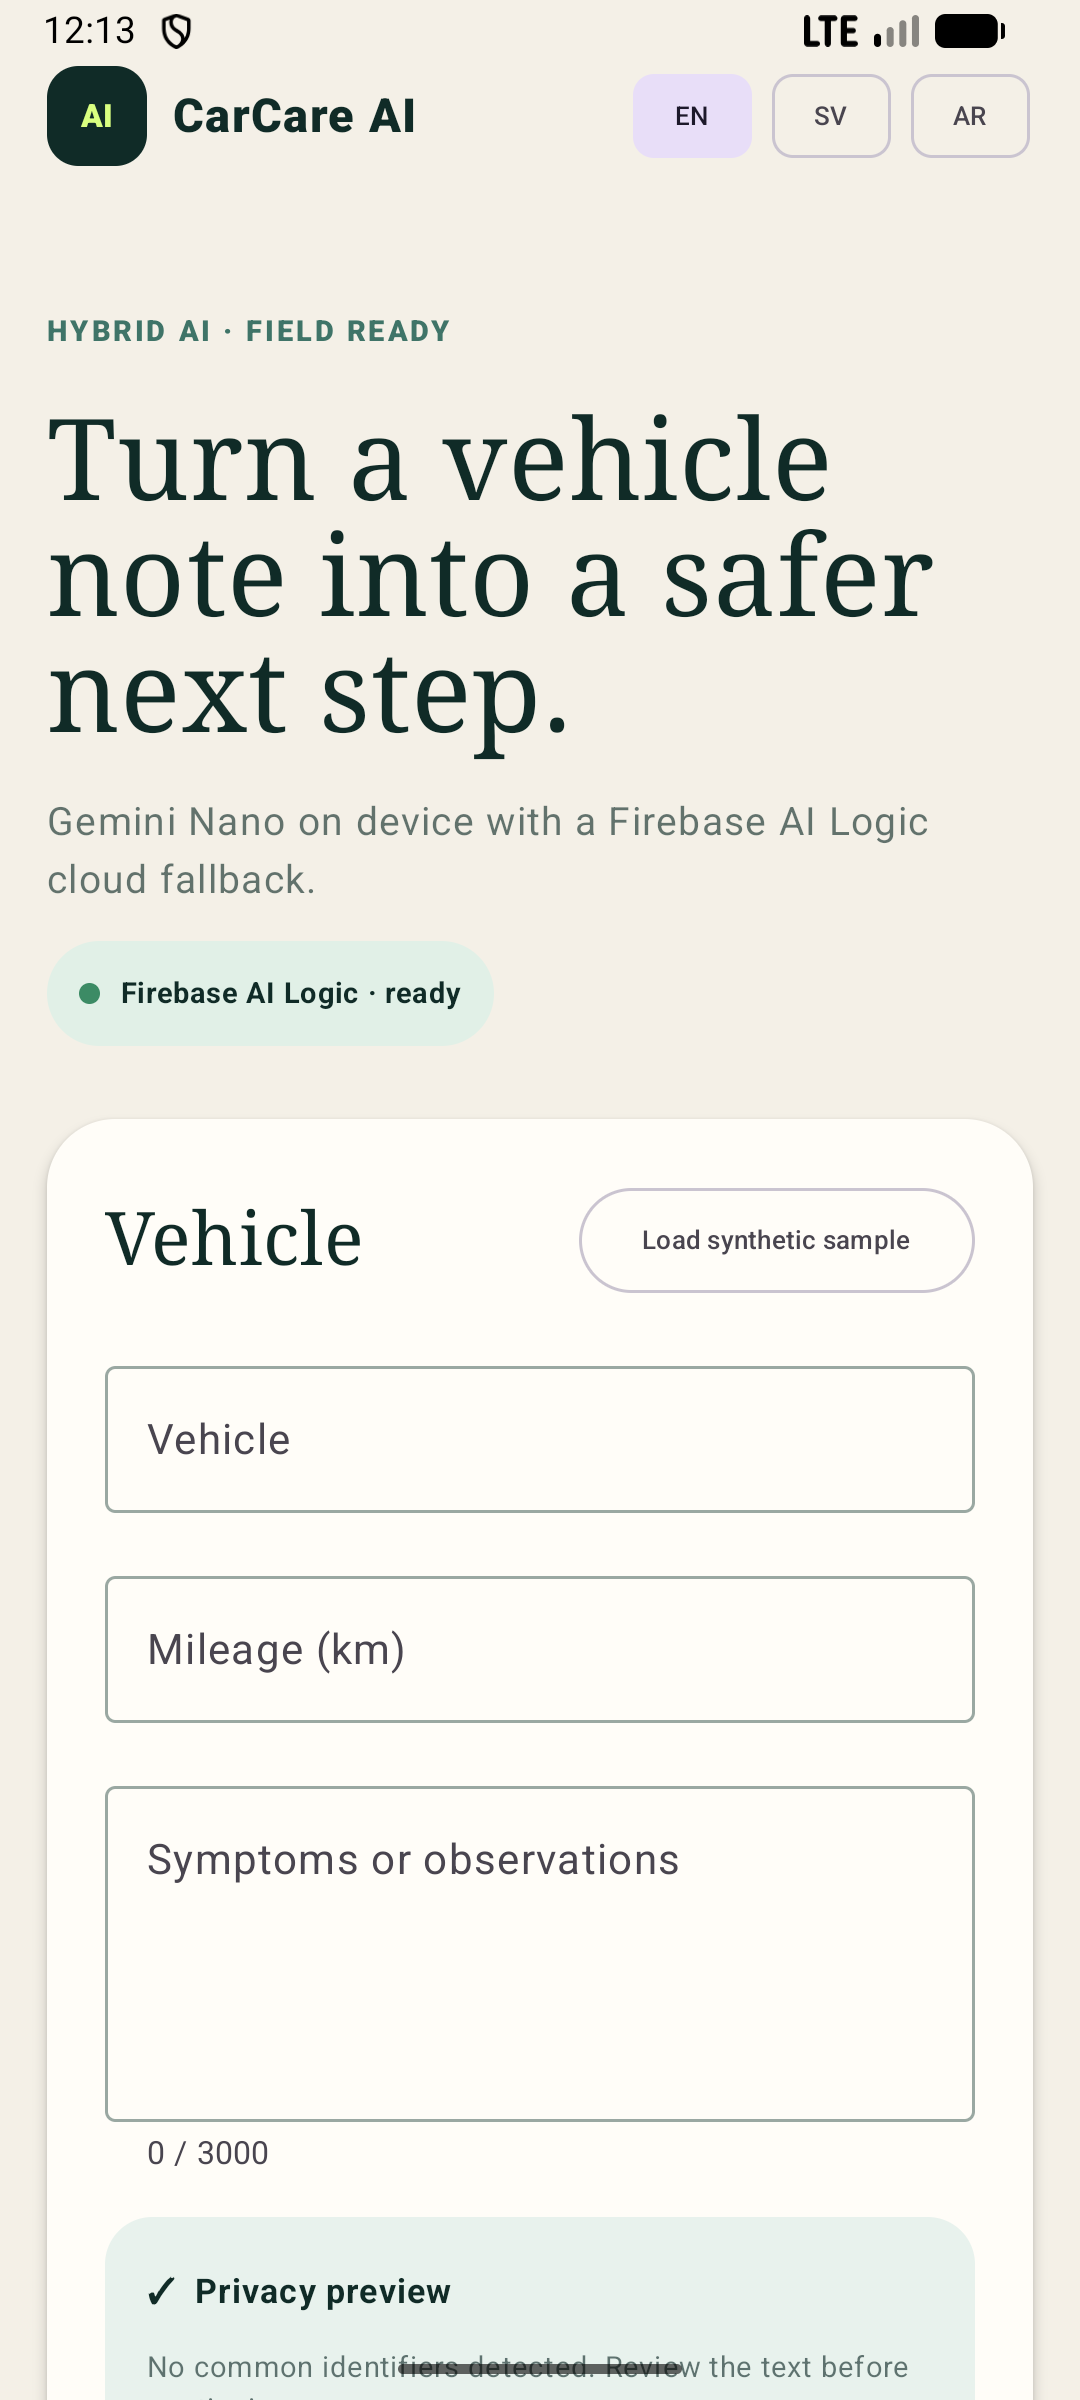 12:13
LTE
AI
CarCare AI
EN
SV
AR
HYBRID AI · FIELD READY
Turn a vehicle
note into a safer
next step.
Gemini Nano on device with a Firebase AI Logic
cloud fallback.
Firebase AI Logic · ready
Vehicle
Load synthetic sample
Vehicle
Mileage (km)
Symptoms or observations
0 / 3000
✓ Privacy preview
No common identifiers detected. Review the text before